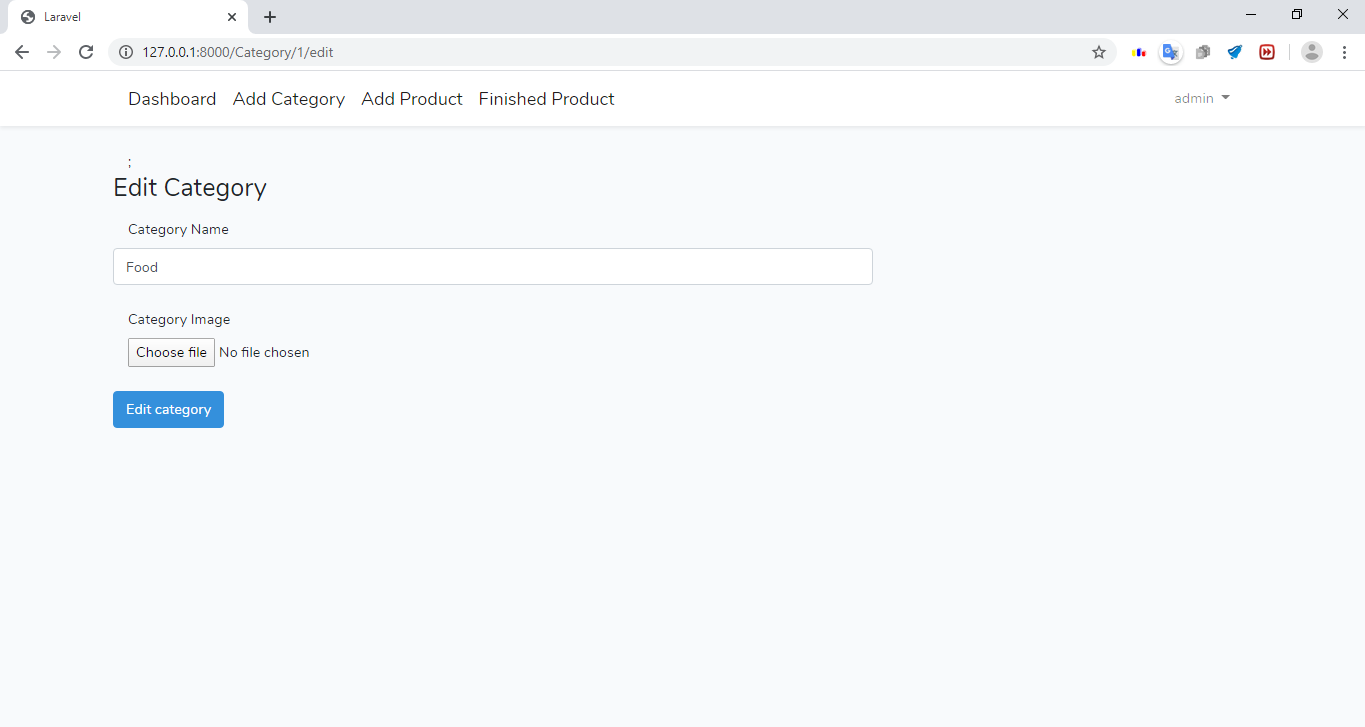 Laravel
127.0.0.1:8000/Category/1/edit
Dashboard Add Category Add Product Finished Product admin
;
Edit Category
Category Name
Food
Category Image
Choose file No file chosen
Edit category